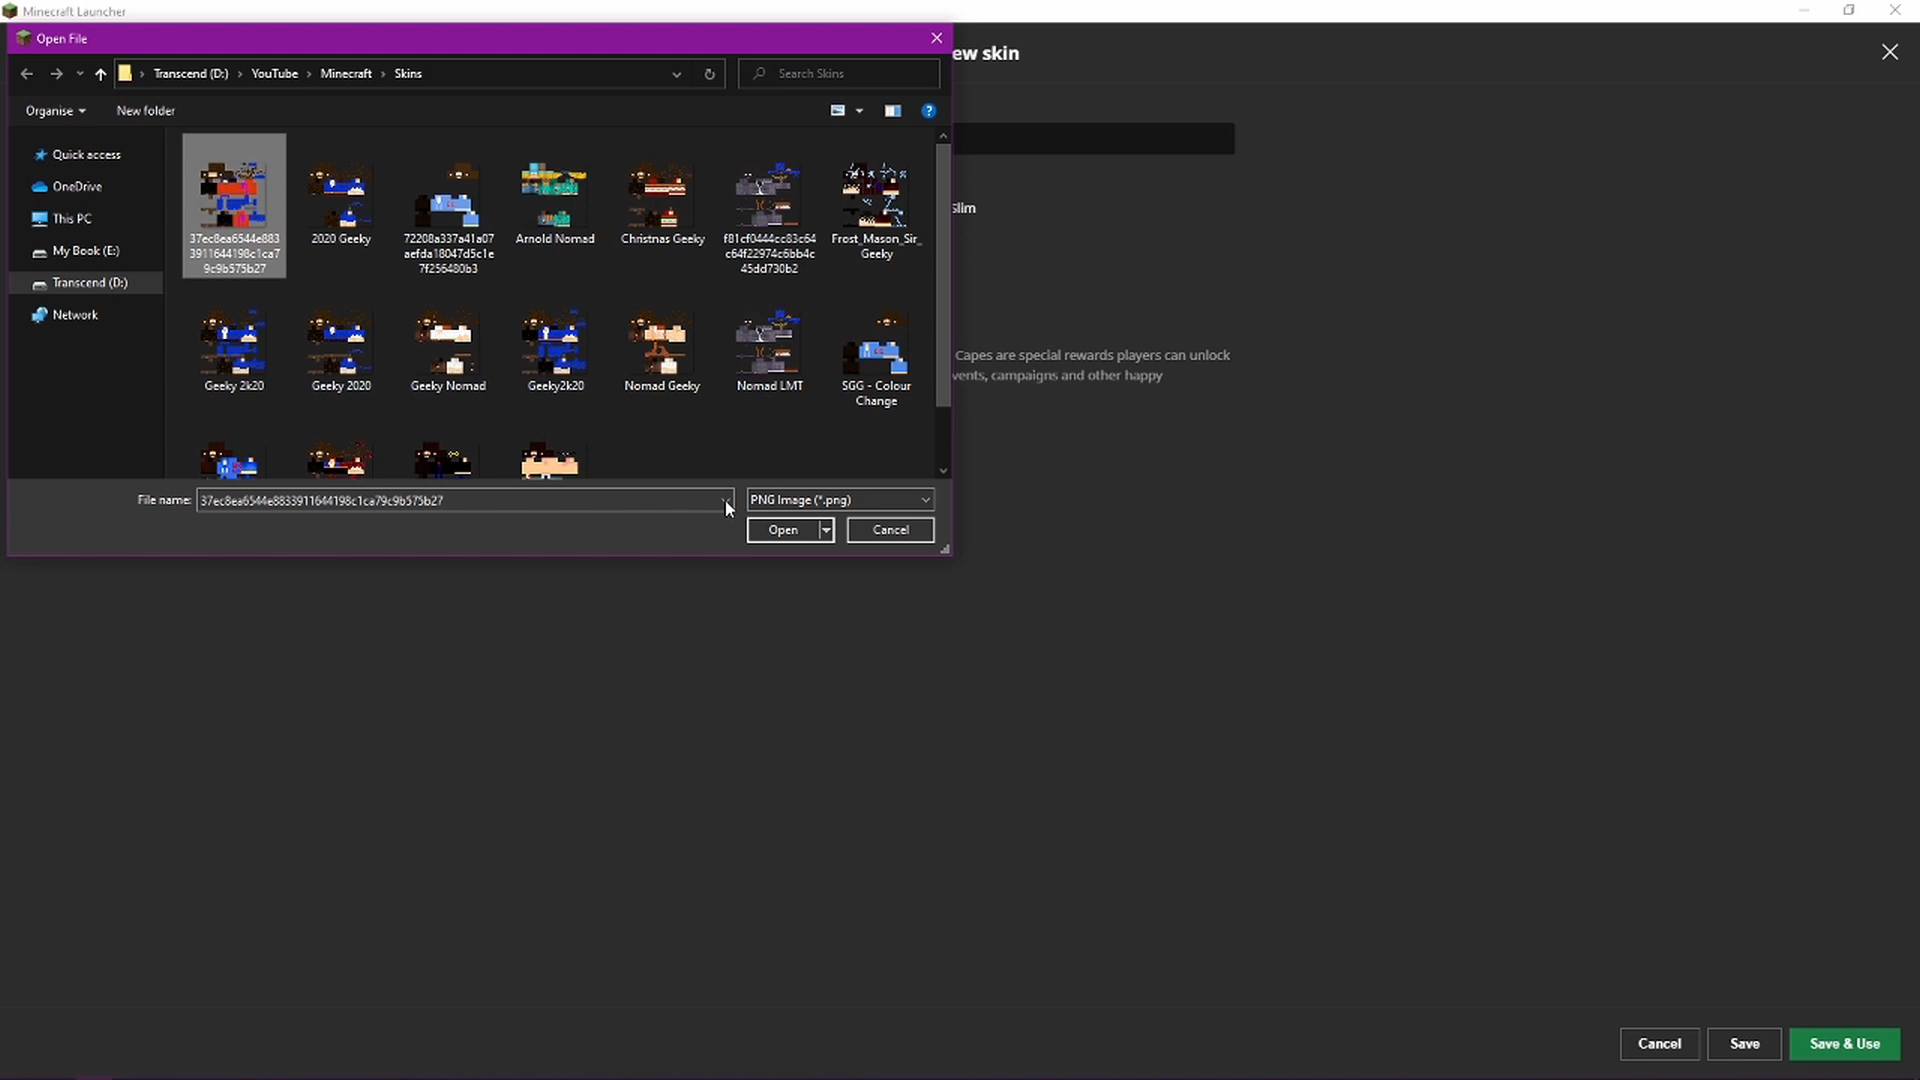 Minecraft Launcher
Open File
ew skin
Transcend (D:) › YouTube › Minecraft › Skins
Search Skins
Organise
New folder
Quick access
OneDrive
This PC
My Book (E:)
Transcend (D:)
Network
37ec8ea6544e883
3911644198c1ca7
9c9b575b27
2020 Geeky
72208a337a41a07
aefda18047d5c1e
7f256480b3
Arnold Nomad
Christmas Geeky
f81cf0444cc83c64
c64f22974c6bb4c
45dd730b2
Frost_Mason_Sir_
Geeky
Slim
Geeky 2k20
Geeky 2020
Geeky Nomad
Geeky2k20
Nomad Geeky
Nomad LMT
SGG - Colour
Change
Capes are special rewards players can unlock
vents, campaigns and other happy
File name: 37ec8ea6544e8833911644198c1ca79c9b575b27
PNG Image (*.png)
Open
Cancel
Cancel
Save
Save & Use